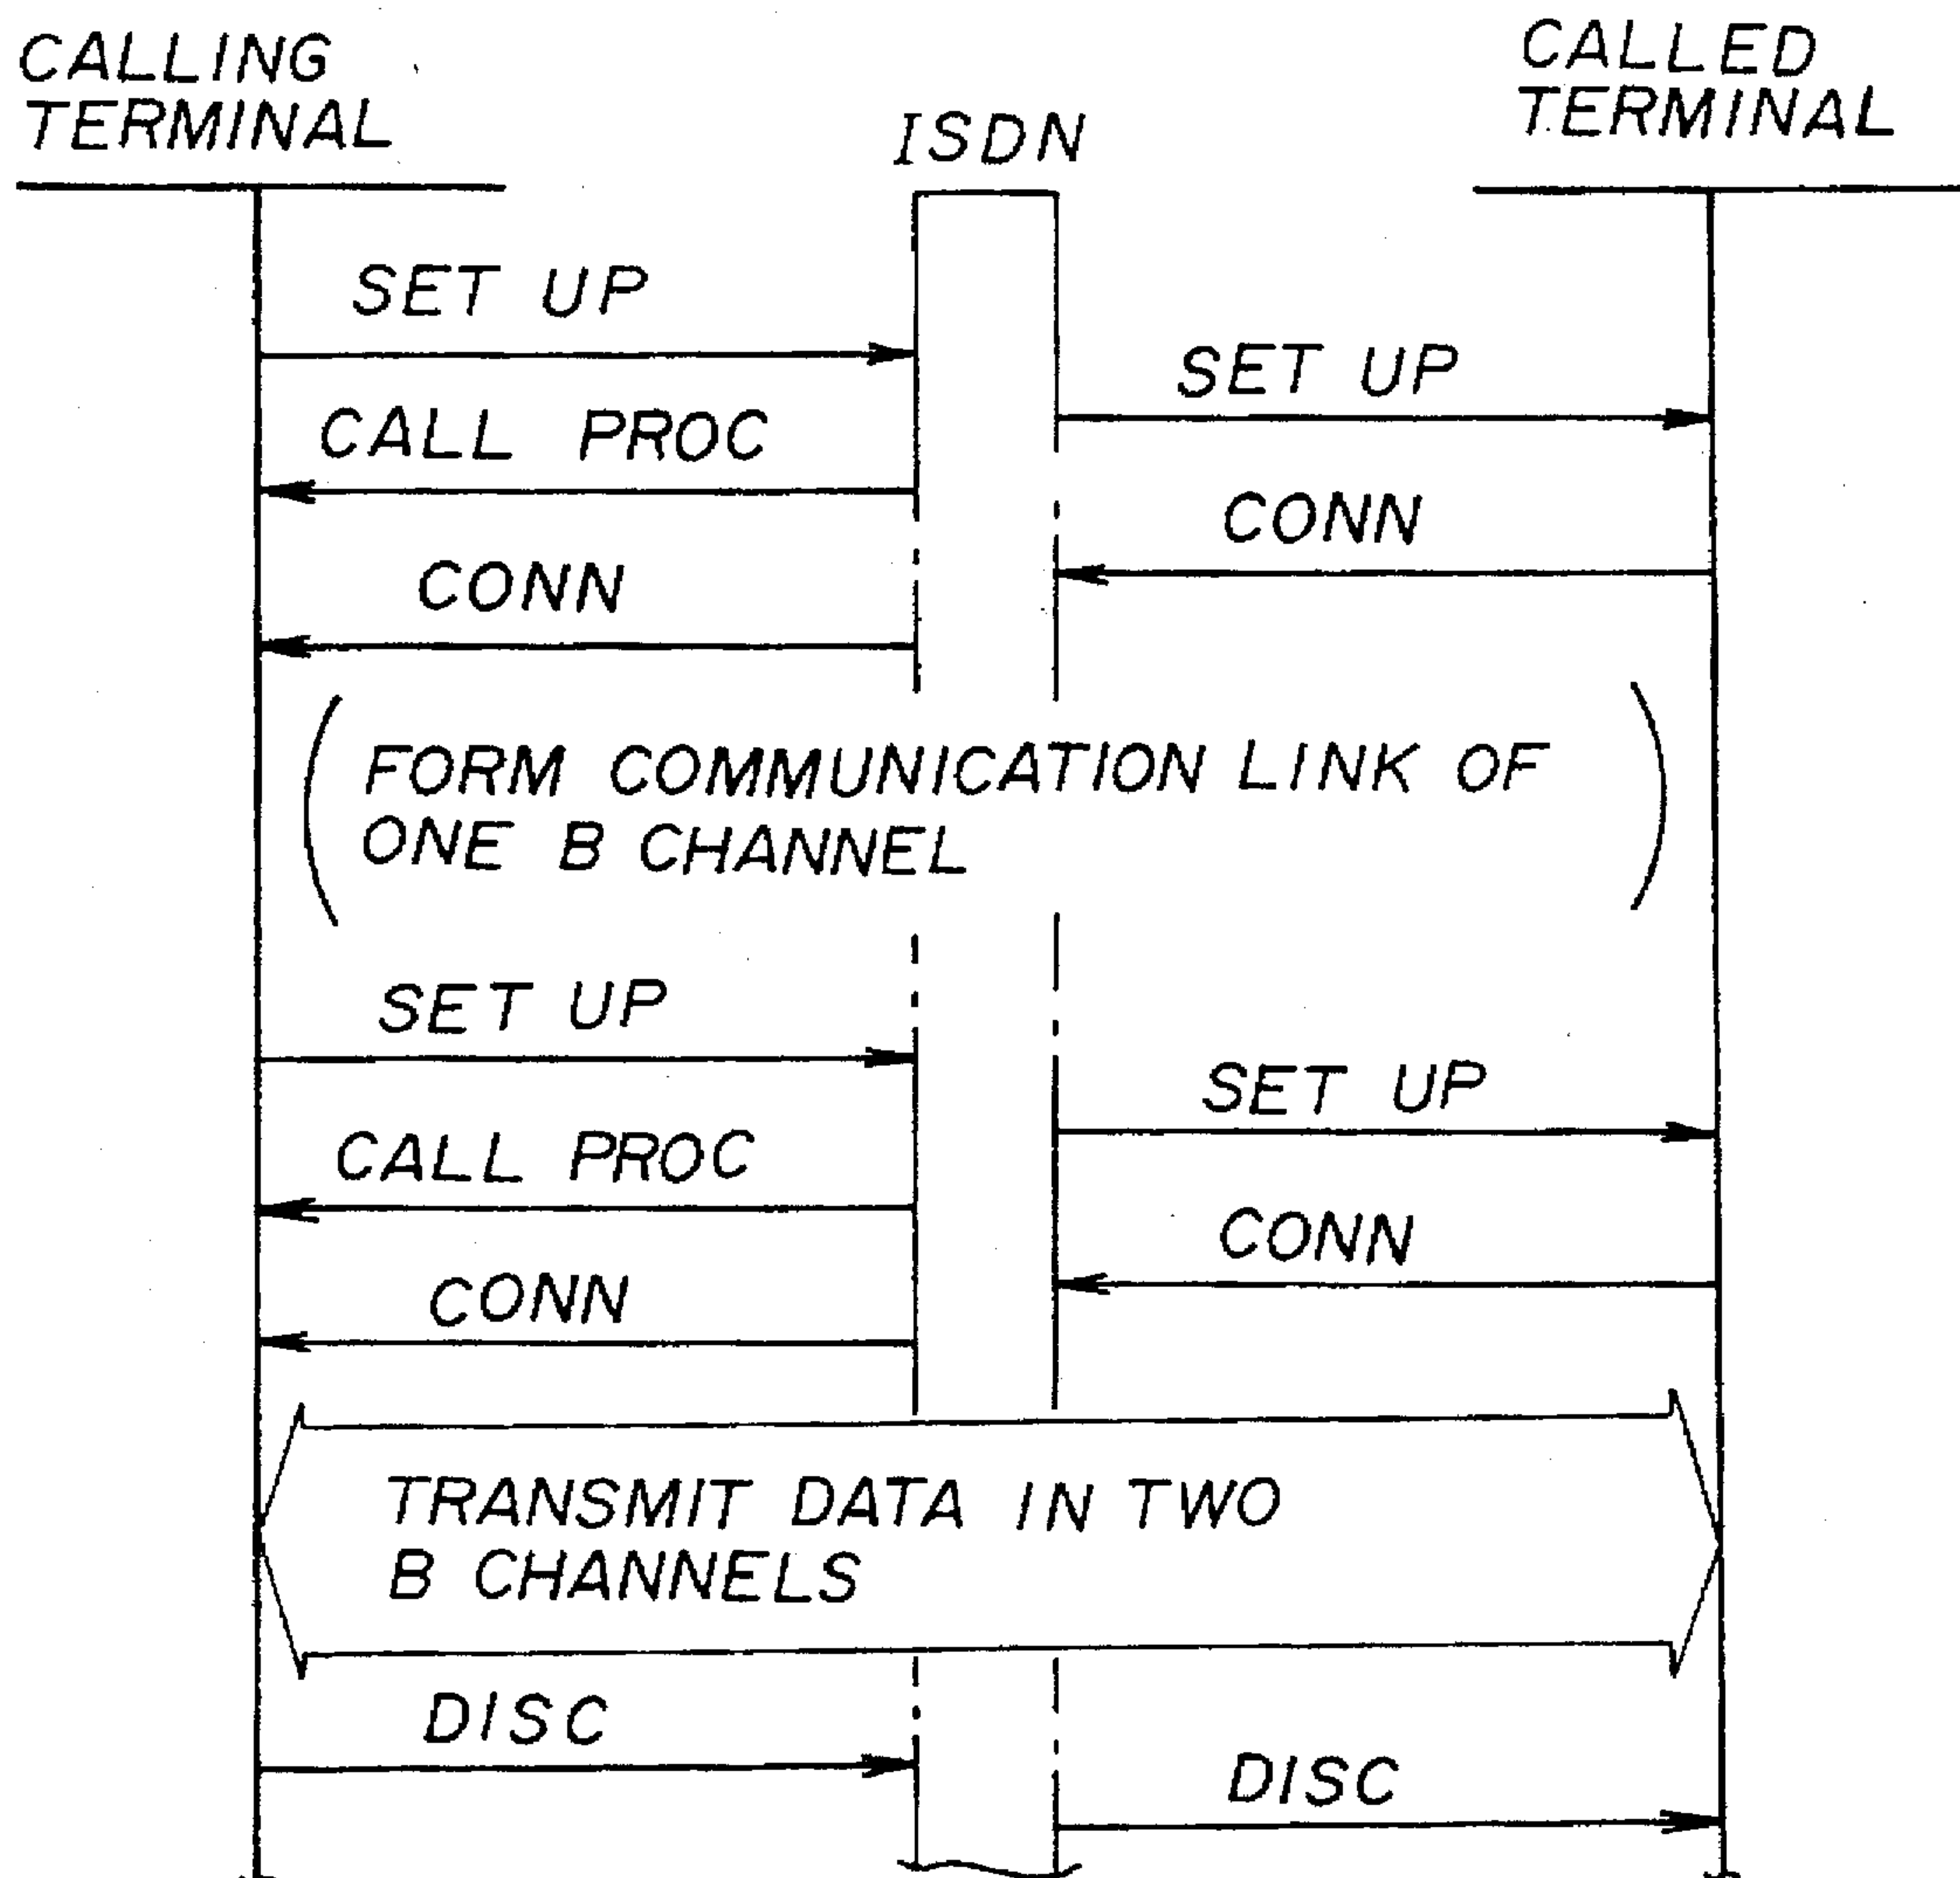 CALLING
TERMINAL
ISDN
CALLED
TERMINAL
SET UP
SET UP
CALL PROC
CONN
CONN
FORM COMMUNICATION LINK OF
ONE B CHANNEL
SET UP
SET UP
CALL PROC
CONN
CONN
TRANSMIT DATA IN TWO
B CHANNELS
DISC
DISC